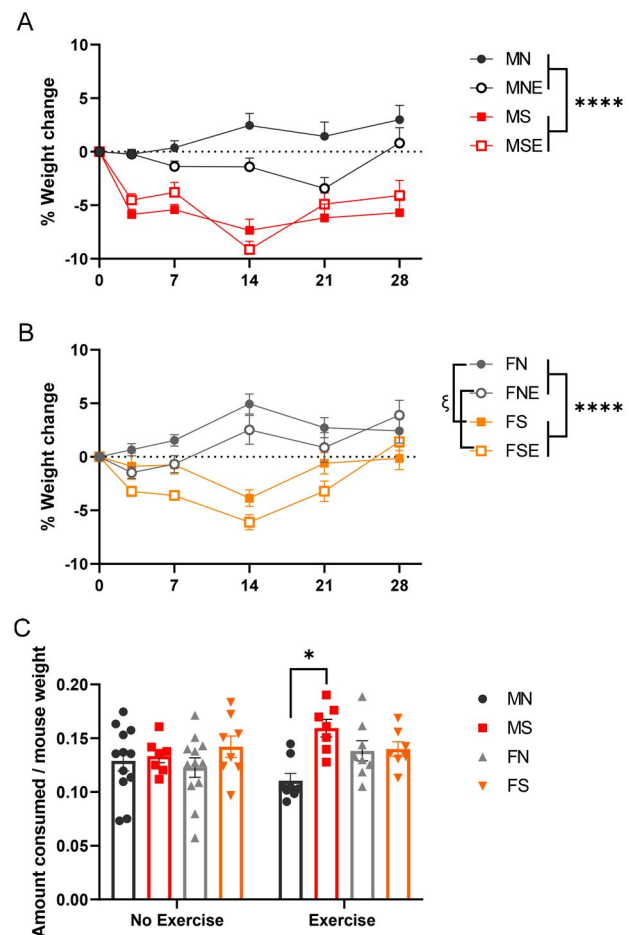 A
% Weight change
10
5
0
-5
-10
0 7 14 21 28
MN
MNE
MS
MSE
****
B
% Weight change
10
5
0
-5
-10
0 7 14 21 28
ξ
FN
FNE
FS
FSE
****
C
Amount consumed / mouse weight
0.20
0.15
0.10
0.05
0.00
*
No Exercise Exercise
MN
MS
FN
FS